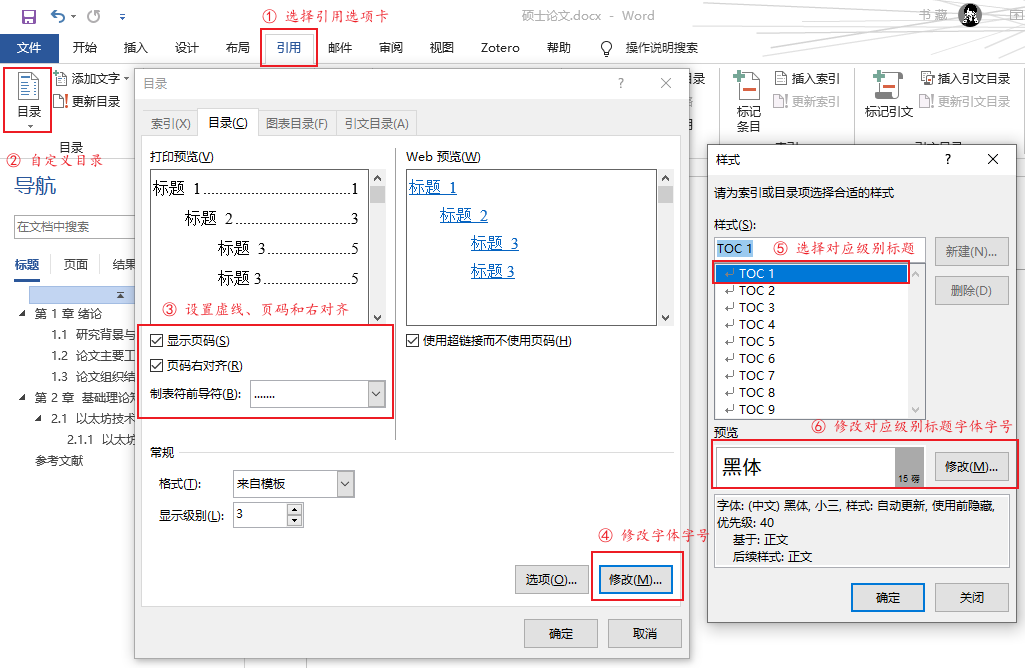 ① 选择引用选项卡
硕士论文.docx - Word
书藏
文件 开始 插入 设计 布局 引用 邮件 审阅 视图 Zotero 帮助 操作说明搜索
目录
添加文字
更新目录
目录
② 自定义目录
标记
条目
插入索引
更新索引
标记引文
插入引文目录
更新引文目录
导航
在文档中搜索
标题 页面 结果
第 1 章 绪论
1.1 研究背景与
1.2 论文主要工
1.3 论文组织结
第 2 章 基础理论知
2.1 以太坊技术
2.1.1 以太坊
参考文献
目录 ?
索引(X) 目录(C) 图表目录(F) 引文目录(A)
打印预览(V)
标题 1........................1
标题 2..................3
标题 3.............5
标题 3.............5
③ 设置虚线、页码和右对齐
显示页码(S)
页码右对齐(R)
制表符前导符(B): .......
Web 预览(W)
标题 1
标题 2
标题 3
标题 3
使用超链接而不使用页码(H)
常规
格式(T): 来自模板
显示级别(L): 3
④ 修改字体字号
选项(O)... 修改(M)...
确定 取消
样式 ?
请为索引或目录项选择合适的样式
样式(S):
TOC 1 ⑤ 选择对应级别标题
TOC 1
TOC 2
TOC 3
TOC 4
TOC 5
TOC 6
TOC 7
TOC 8
TOC 9
新建(N)...
删除(D)
预览
⑥ 修改对应级别标题字体字号
黑体 15 磅 修改(M)...
字体: (中文) 黑体, 小三, 样式: 自动更新, 使用前隐藏,
优先级: 40
基于: 正文
后续样式: 正文
确定 关闭